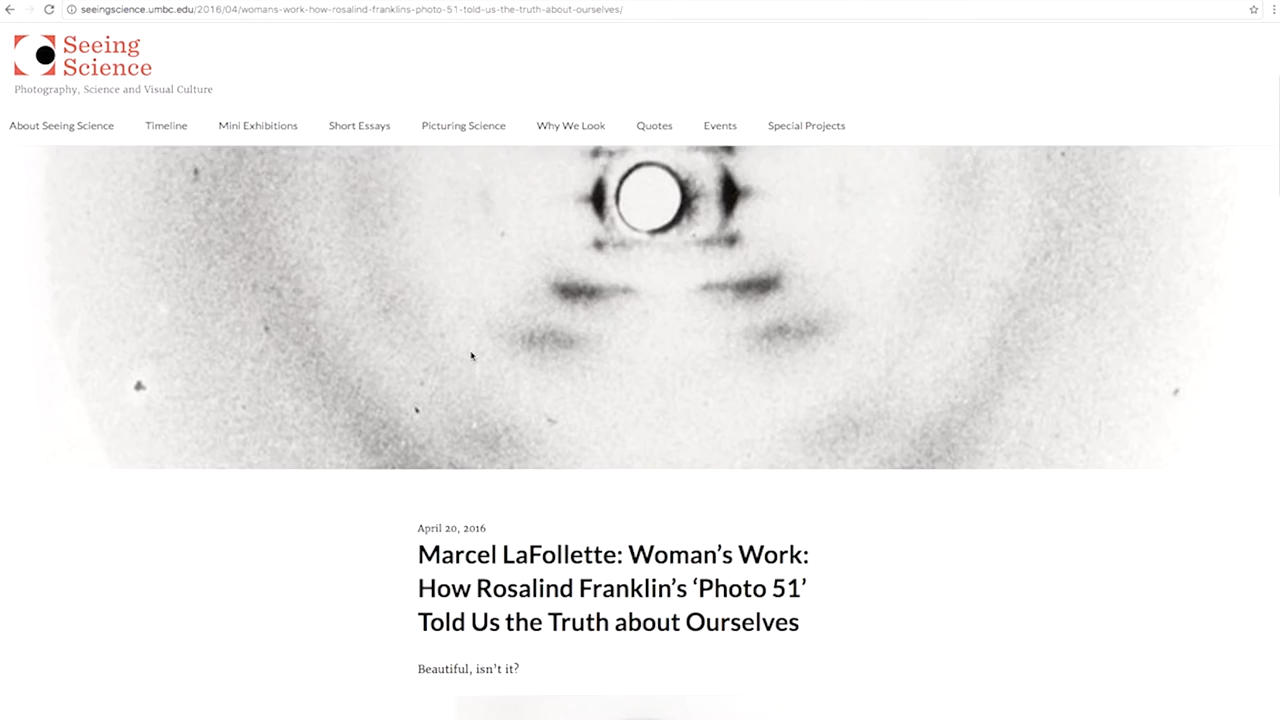 seeingscience.umbc.edu/2016/04/womans-work-how-rosalind-franklins-photo-51-told-us-the-truth-about-ourselves/
Seeing
Science
Photography, Science and Visual Culture
About Seeing Science Timeline Mini Exhibitions Short Essays Picturing Science Why We Look Quotes Events Special Projects
April 20, 2016
Marcel LaFollette: Woman’s Work:
How Rosalind Franklin’s ‘Photo 51’
Told Us the Truth about Ourselves
Beautiful, isn’t it?